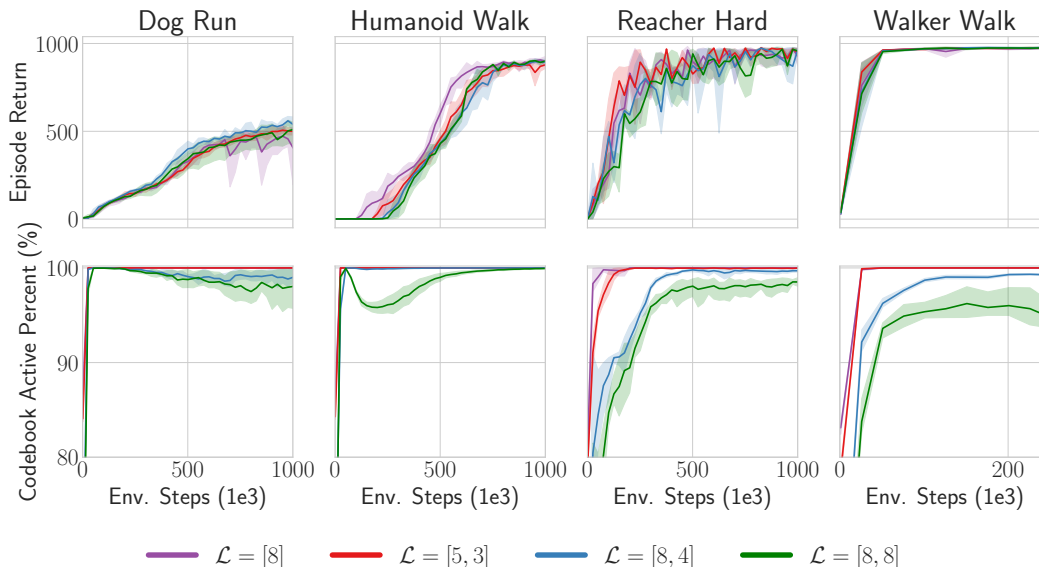 Dog Run Humanoid Walk Reacher Hard Walker Walk
Episode Return
1000
500
0
Codebook Active Percent (%)
100
90
80
0 500 1000 0 500 1000 0 500 1000 0 200
Env. Steps (1e3) Env. Steps (1e3) Env. Steps (1e3) Env. Steps (1e3)
𝓛 = [8] 𝓛 = [5, 3] 𝓛 = [8, 4] 𝓛 = [8, 8]